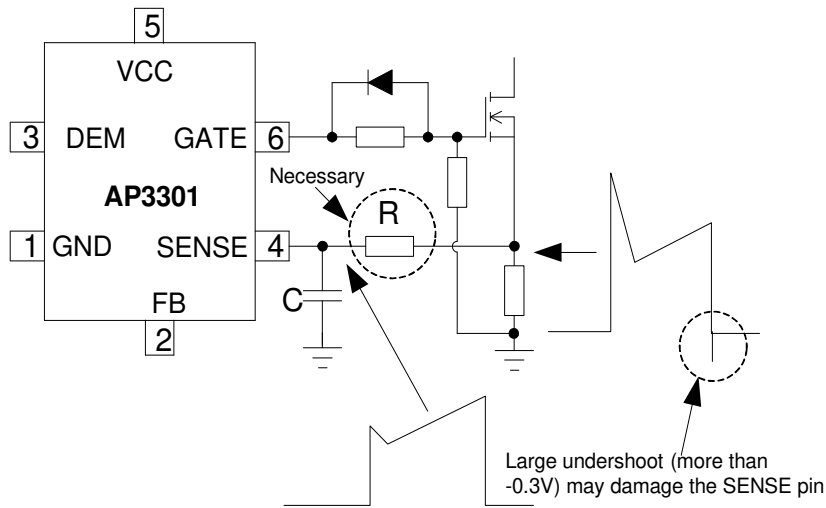 5
VCC
3 DEM GATE 6
Necessary
AP3301
R
1 GND SENSE 4
C
FB
2
Large undershoot (more than
-0.3V) may damage the SENSE pin